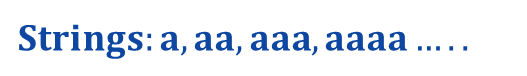 Strings: a, aa, aaa, aaaa ... . .